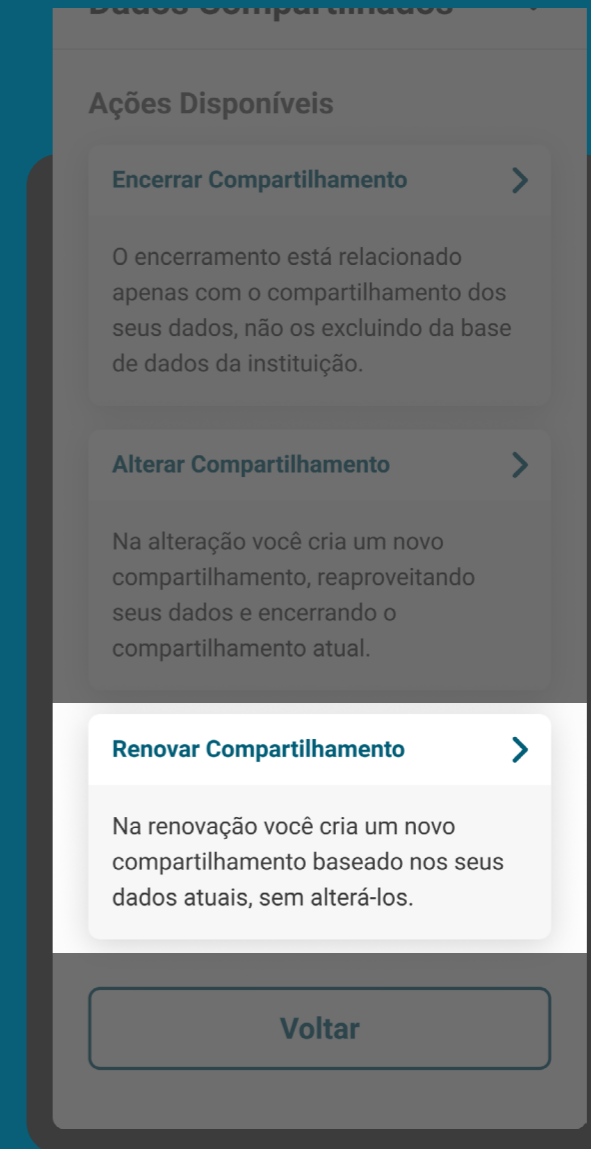 Dados Compartilhados
Ações Disponíveis
Encerrar Compartilhamento
O encerramento está relacionado
apenas com o compartilhamento dos
seus dados, não os excluindo da base
de dados da instituição.
Alterar Compartilhamento
Na alteração você cria um novo
compartilhamento, reaproveitando
seus dados e encerrando o
compartilhamento atual.
Renovar Compartilhamento
Na renovação você cria um novo
compartilhamento baseado nos seus
dados atuais, sem alterá-los.
Voltar